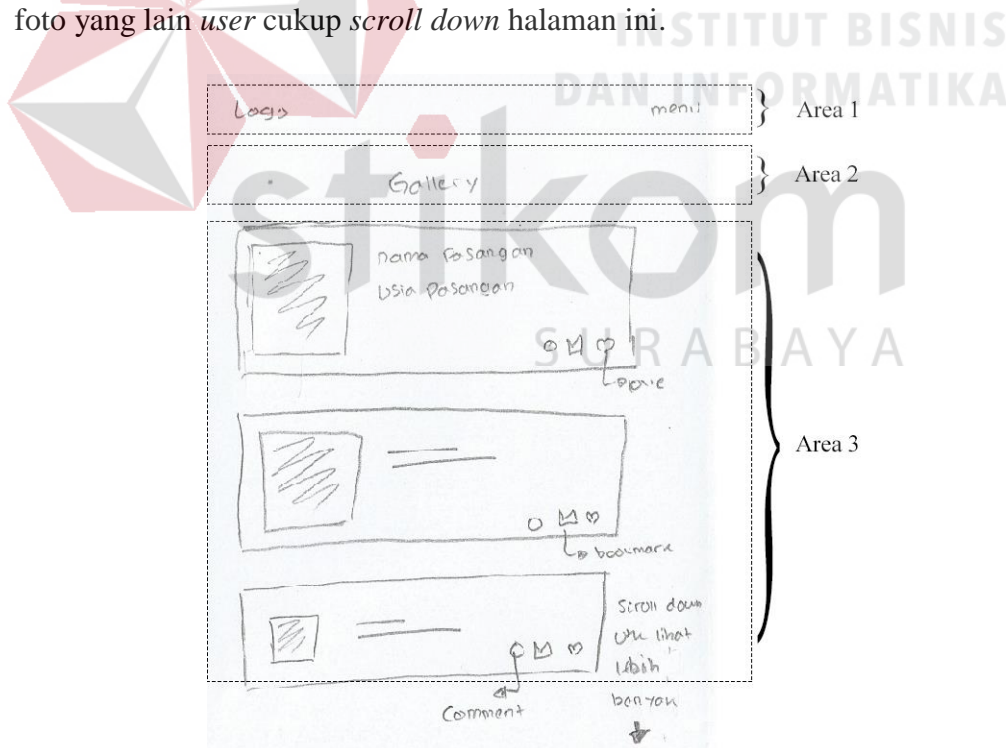 foto yang lain user cukup scroll down halaman ini.
INSTITUT BISNIS
DAN INFORMATIKA
Logo
menu
Area 1
Gallery
Area 2
stikom
SURABAYA
nama Pasangan
Usia Pasangan
love
Area 3
bookmark
Scroll down
utk lihat
lebih
banyak
Comment